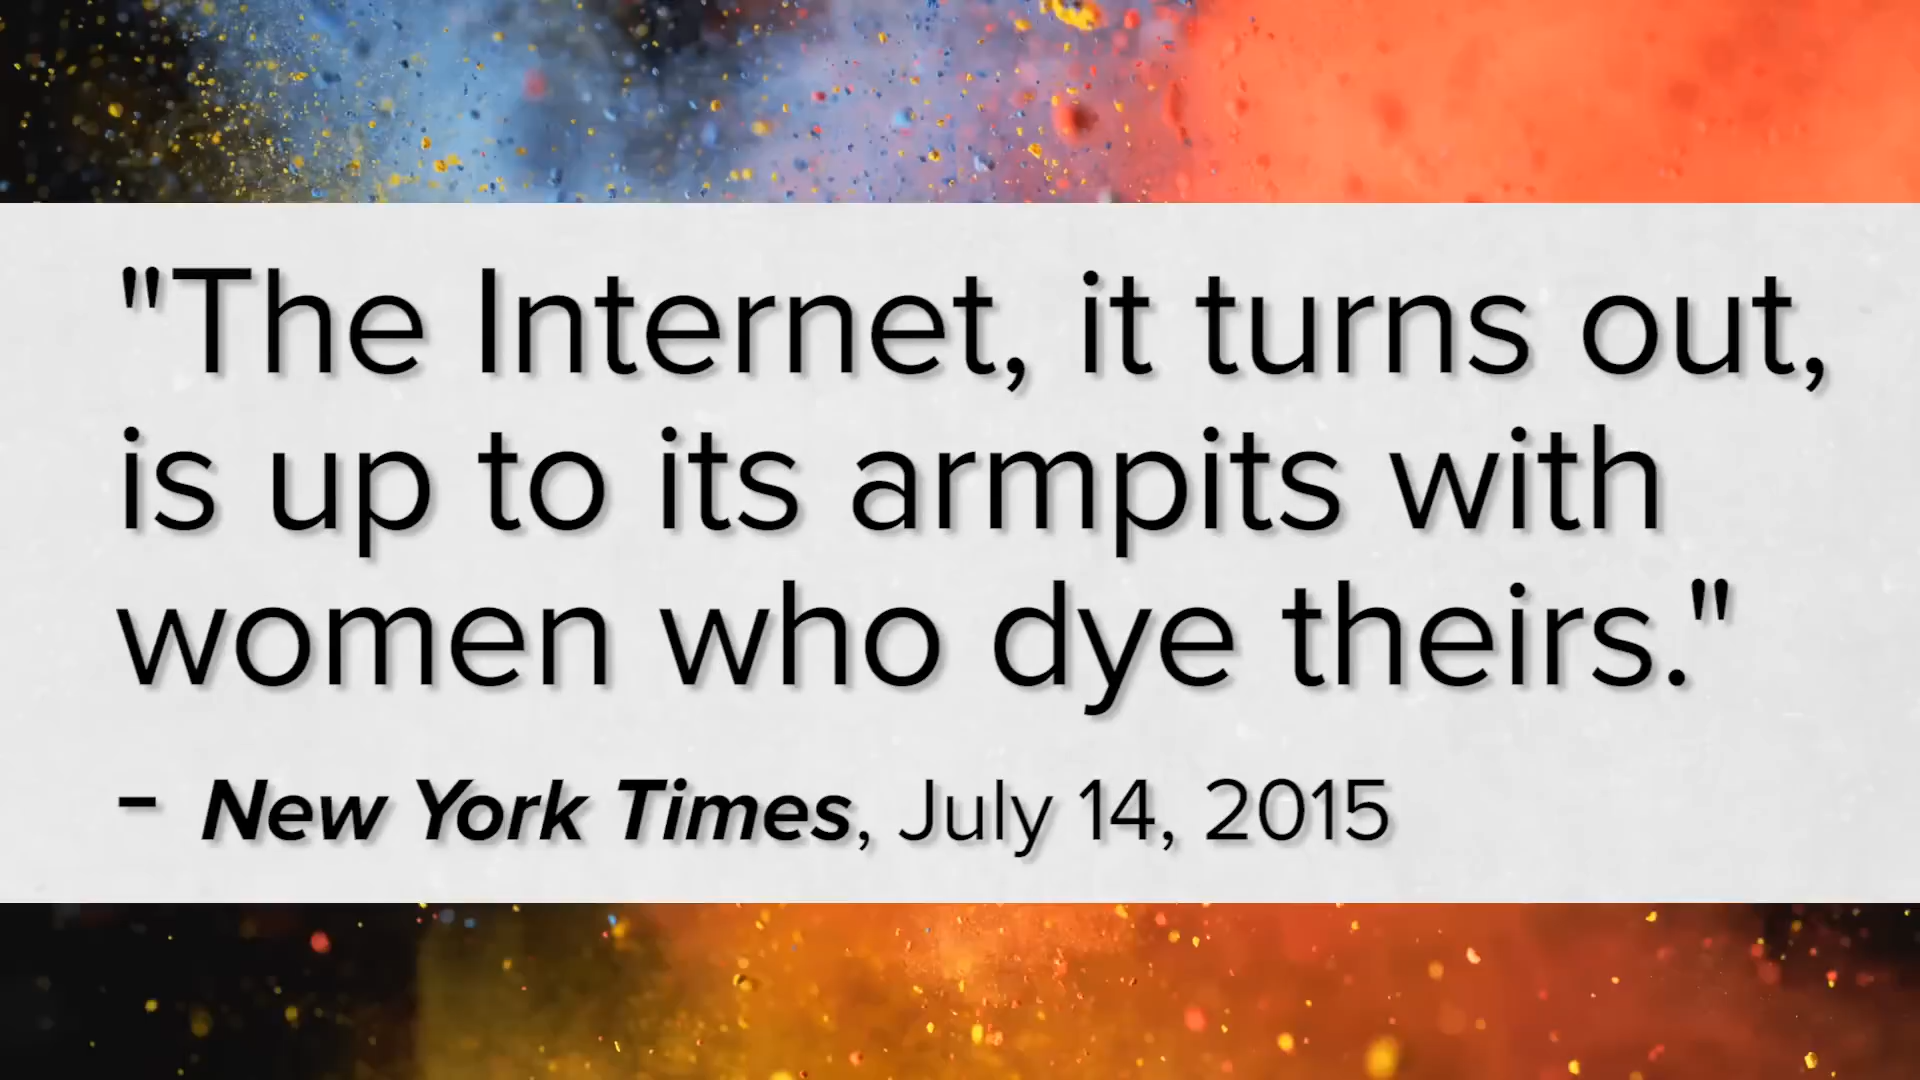 "The Internet, it turns out,
is up to its armpits with
women who dye theirs."
- New York Times, July 14, 2015